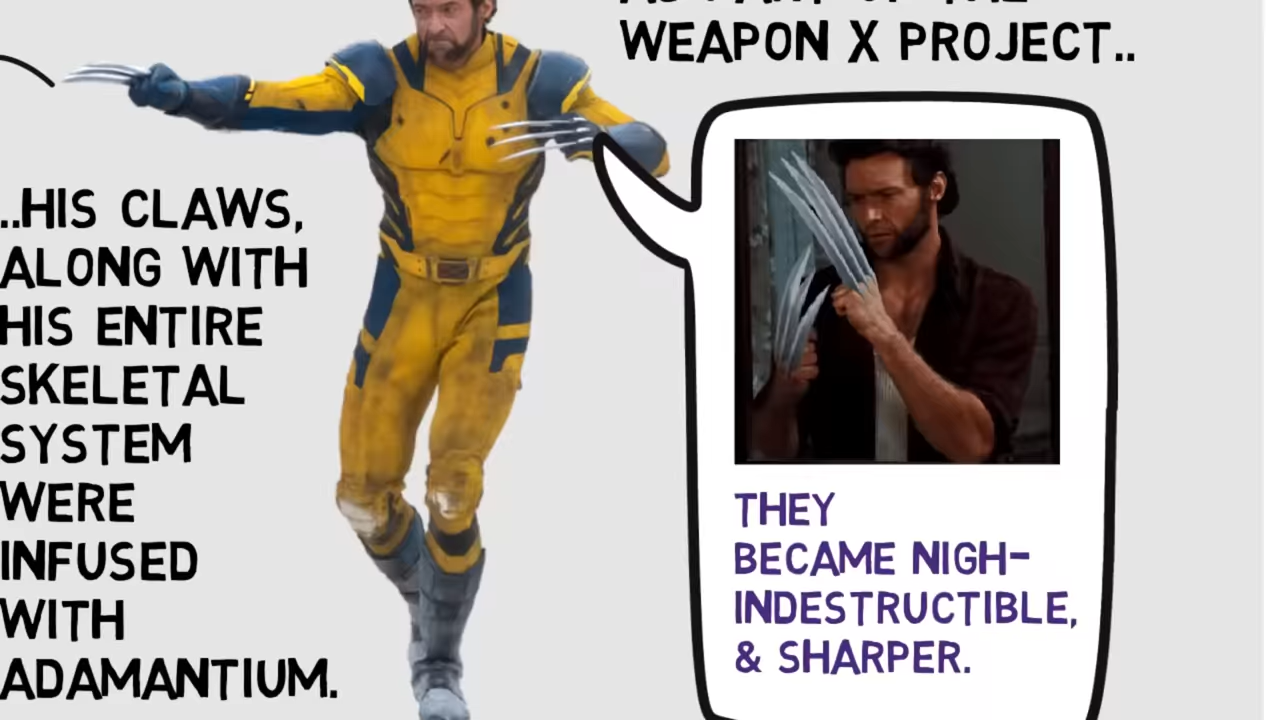 WEAPON X PROJECT..
..HIS CLAWS,
ALONG WITH
HIS ENTIRE
SKELETAL
SYSTEM
WERE
INFUSED
WITH
ADAMANTIUM.
THEY
BECAME NIGH-
INDESTRUCTIBLE,
& SHARPER.